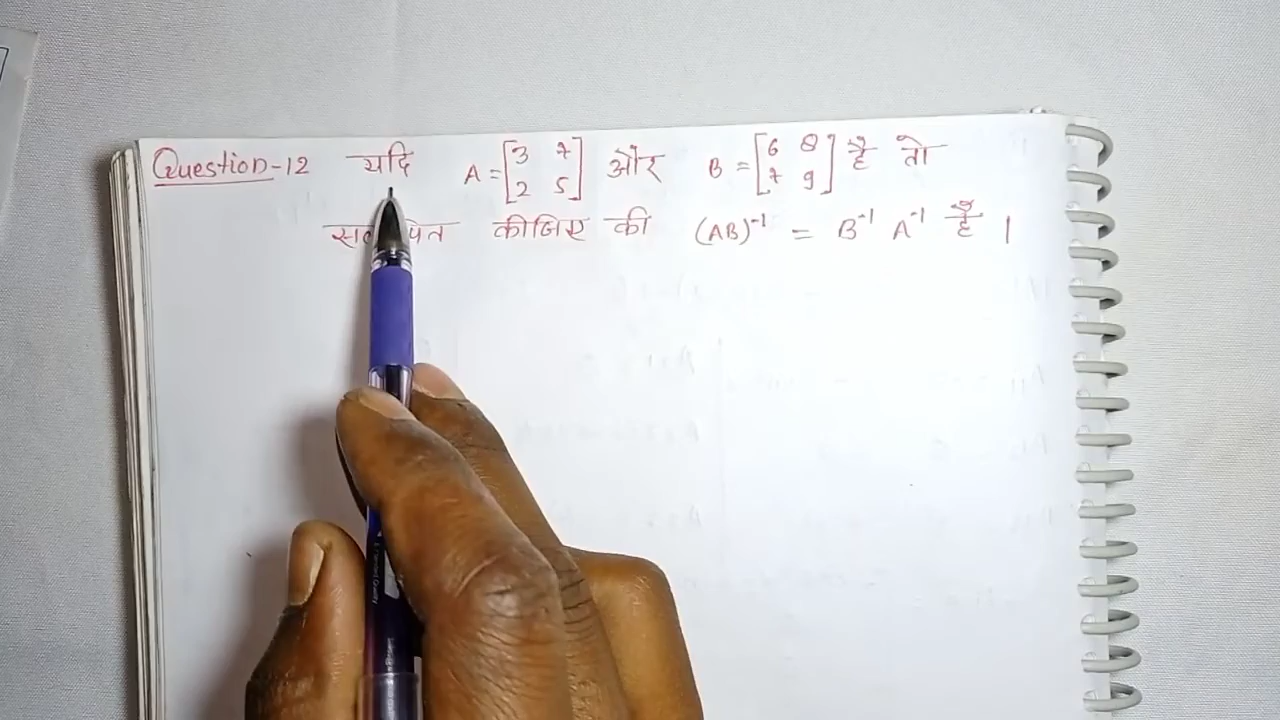 Question-12 यदि A = [3 7 2 5] और B = [6 8 7 9] है तो
कीजिए की (AB)⁻¹ = B⁻¹ A⁻¹ है ।